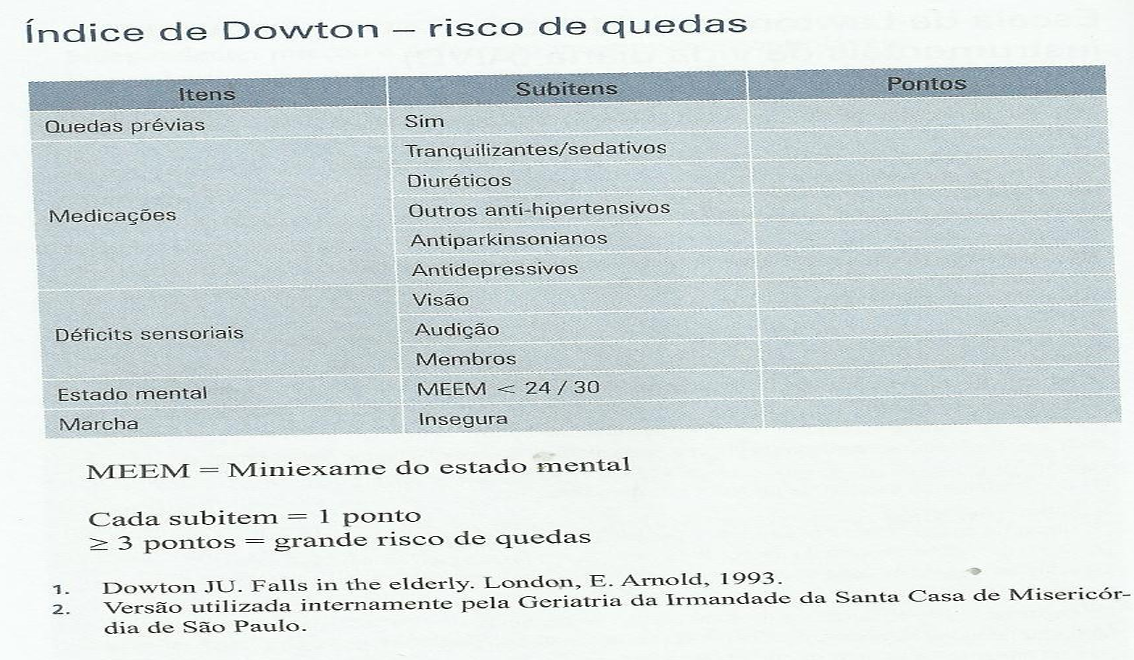 Índice de Dowton – risco de quedas
Itens Subitens Pontos
Quedas prévias Sim
Medicações Tranquilizantes/sedativos
Diuréticos
Outros anti-hipertensivos
Antiparkinsonianos
Antidepressivos
Déficits sensoriais Visão
Audição
Membros
Estado mental MEEM < 24 / 30
Marcha Insegura
MEEM = Miniexame do estado mental
Cada subitem = 1 ponto
≥ 3 pontos = grande risco de quedas
1. Dowton JU. Falls in the elderly. London, E. Arnold, 1993.
2. Versão utilizada internamente pela Geriatria da Irmandade da Santa Casa de Misericór-
dia de São Paulo.